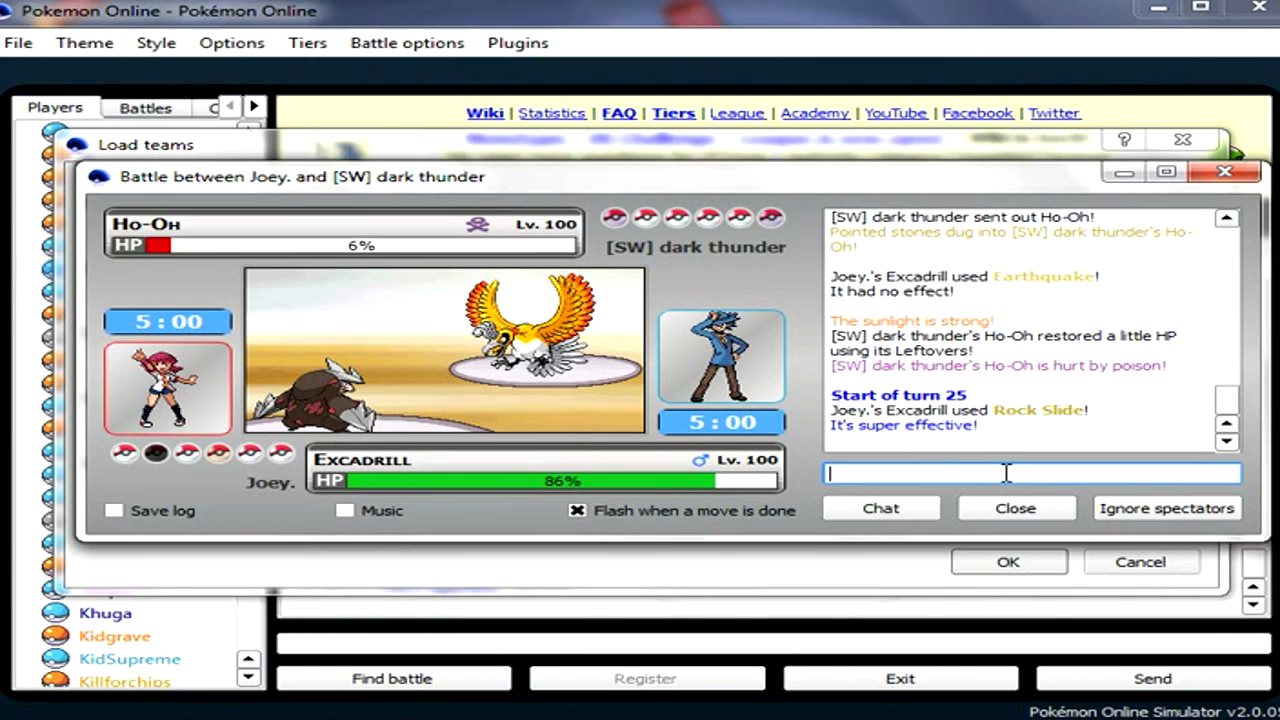 Pokemon Online - Pokémon Online
File Theme Style Options Tiers Battle options Plugins
Players Battles C
Wiki | Statistics | FAQ | Tiers | League | Academy | YouTube | Facebook | Twitter
Load teams
Battle between Joey. and [SW] dark thunder
Ho-Oh Lv. 100
HP 6%
[SW] dark thunder
5:00
5:00
Excadrill Lv. 100
HP 86%
Joey.
Save log Music Flash when a move is done
[SW] dark thunder sent out Ho-Oh!
Pointed stones dug into [SW] dark thunder's Ho-
Oh!
Joey.'s Excadrill used Earthquake!
It had no effect!
The sunlight is strong!
[SW] dark thunder's Ho-Oh restored a little HP
using its Leftovers!
[SW] dark thunder's Ho-Oh is hurt by poison!
Start of turn 25
Joey.'s Excadrill used Rock Slide!
It's super effective!
Chat Close Ignore spectators
OK Cancel
Khuga
Kidgrave
KidSupreme
Killforchips
Find battle Register Exit Send
Pokémon Online Simulator v2.0.0